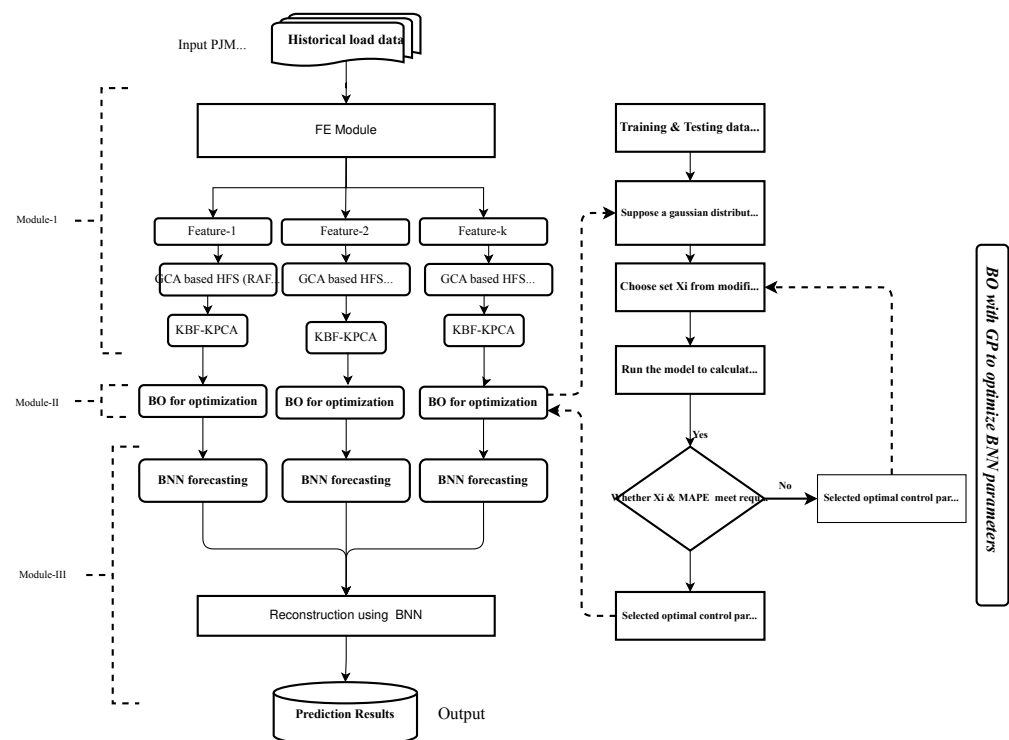 Input PJM...
Historical load data
FE Module
Module-1
Feature-1
Feature-2
Feature-k
GCA based HFS (RAF...
GCA based HFS...
GCA based HFS...
KBF-KPCA
KBF-KPCA
KBF-KPCA
Module-II
BO for optimization
BO for optimization
BO for optimization
BNN forecasting
BNN forecasting
BNN forecasting
Module-III
Reconstruction using BNN
Prediction Results
Output
Training & Testing data...
Suppose a gaussian distribut...
Choose set Xi from modifi...
Run the model to calculat...
Yes
Whether Xi & MAPE meet requ...
No
Selected optimal control par...
Selected optimal control par...
BO with GP to optimize BNN parameters